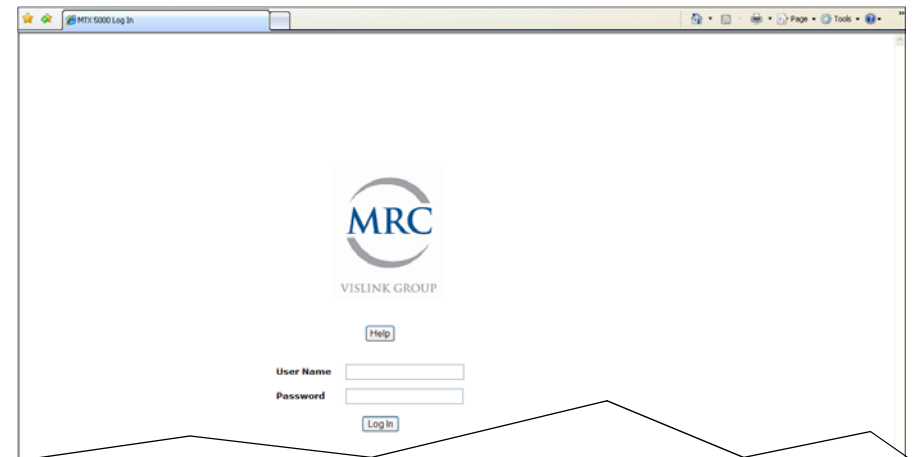 MTX 5000 Log In
Page Tools
MRC
VISLINK GROUP
Help
User Name
Password
Log In